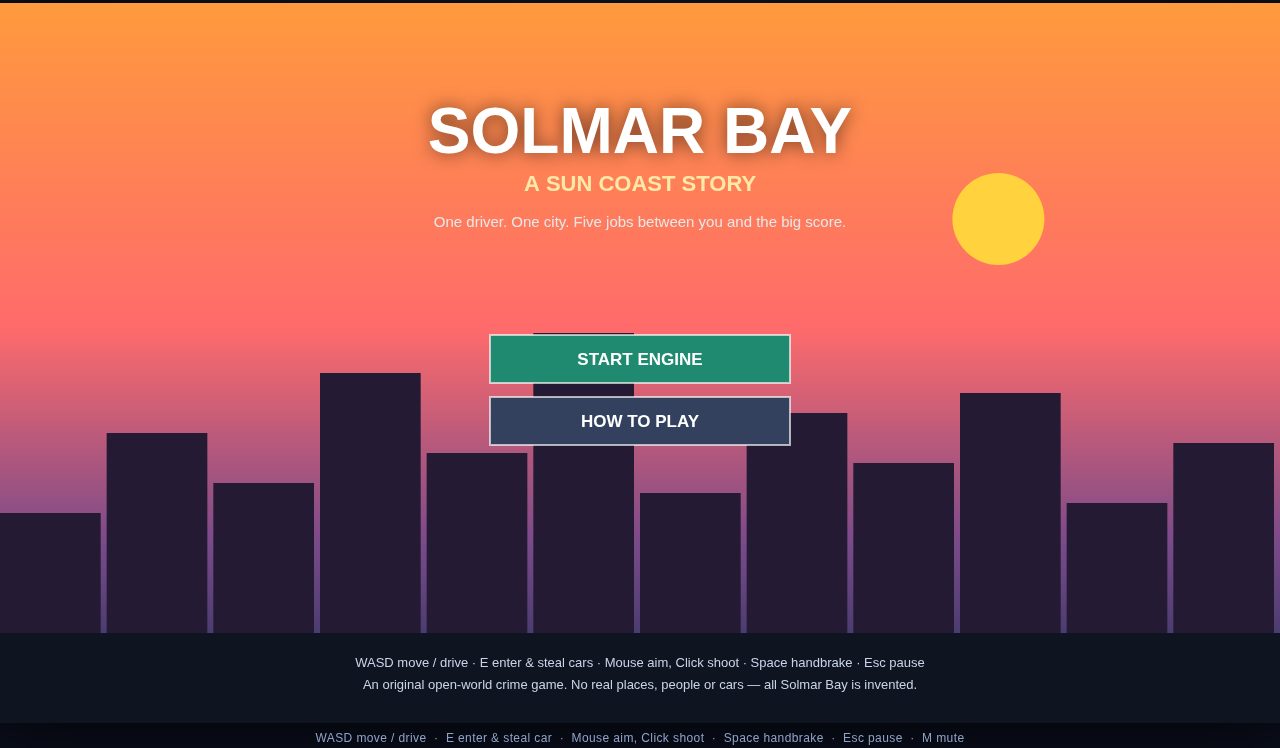 SOLMAR BAY
A SUN COAST STORY
One driver. One city. Five jobs between you and the big score.
START ENGINE
HOW TO PLAY
WASD move / drive · E enter & steal cars · Mouse aim, Click shoot · Space handbrake · Esc pause
An original open-world crime game. No real places, people or cars — all Solmar Bay is invented.
WASD move / drive · E enter & steal car · Mouse aim, Click shoot · Space handbrake · Esc pause · M mute